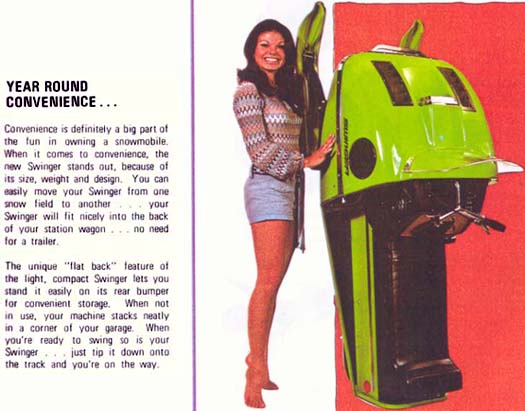 YEAR ROUND
CONVENIENCE...
Convenience is definitely a big part of
the fun in owning a snowmobile.
When it comes to convenience, the
new Swinger stands out, because of
its size, weight and design. You can
easily move your Swinger from one
snow field to another . . . your
Swinger will fit nicely into the back
of your station wagon . . . no need
for a trailer.
The unique "flat back" feature of
the light, compact Swinger lets you
stand it easily on its rear bumper
for convenient storage. When not
in use, your machine stacks neatly
in a corner of your garage. When
you're ready to swing so is your
Swinger . . . just tip it down onto
the track and you're on the way.
SWINGER